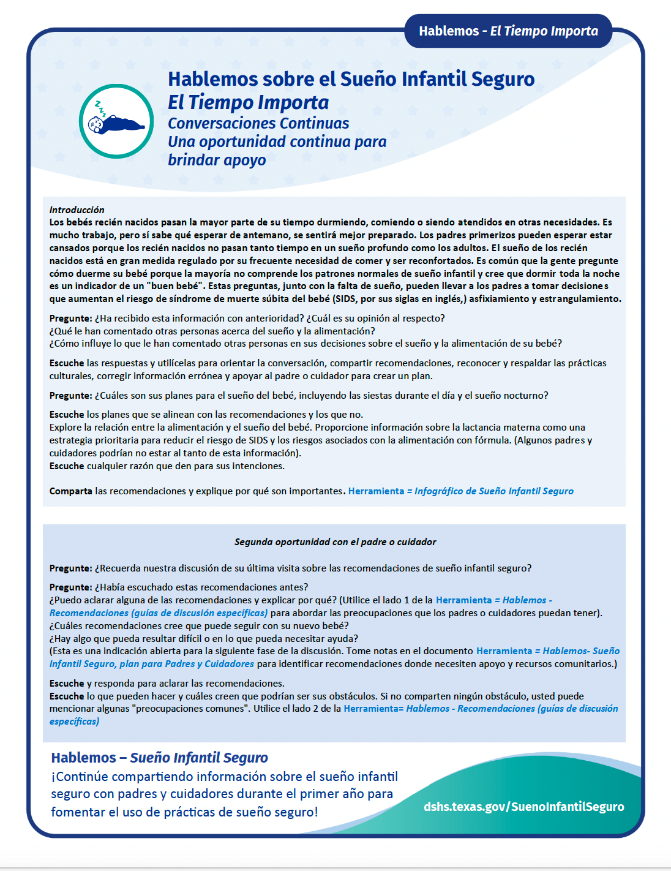 Hablemos - El Tiempo Importa
Hablemos sobre el Sueño Infantil Seguro
El Tiempo Importa
Conversaciones Continuas
Una oportunidad continua para
brindar apoyo
z z z z
Introducción
Los bebés recién nacidos pasan la mayor parte de su tiempo durmiendo, comiendo o siendo atendidos en otras necesidades. Es
mucho trabajo, pero sí sabe qué esperar de antemano, se sentirá mejor preparado. Los padres primerizos pueden esperar estar
cansados porque los recién nacidos no pasan tanto tiempo en un sueño profundo como los adultos. El sueño de los recién
nacidos está en gran medida regulado por su frecuente necesidad de comer y ser reconfortados. Es común que la gente pregunte
cómo duerme su bebé porque la mayoría no comprende los patrones normales de sueño infantil y cree que dormir toda la noche
es un indicador de un "buen bebé". Estas preguntas, junto con la falta de sueño, pueden llevar a los padres a tomar decisiones
que aumentan el riesgo de síndrome de muerte súbita del bebé (SIDS, por sus siglas en inglés,) asfixiamiento y estrangulamiento.
Pregunte: ¿Ha recibido esta información con anterioridad? ¿Cuál es su opinión al respecto?
¿Qué le han comentado otras personas acerca del sueño y la alimentación?
¿Cómo influye lo que le han comentado otras personas en sus decisiones sobre el sueño y la alimentación de su bebé?
Escuche las respuestas y utilícelas para orientar la conversación, compartir recomendaciones, reconocer y respaldar las prácticas
culturales, corregir información errónea y apoyar al padre o cuidador para crear un plan.
Pregunte: ¿Cuáles son sus planes para el sueño del bebé, incluyendo las siestas durante el día y el sueño nocturno?
Escuche los planes que se alinean con las recomendaciones y los que no.
Explore la relación entre la alimentación y el sueño del bebé. Proporcione información sobre la lactancia materna como una
estrategia prioritaria para reducir el riesgo de SIDS y los riesgos asociados con la alimentación con fórmula. (Algunos padres y
cuidadores podrían no estar al tanto de esta información).
Escuche cualquier razón que den para sus intenciones.
Comparta las recomendaciones y explique por qué son importantes. Herramienta = Infográfico de Sueño Infantil Seguro
Segunda oportunidad con el padre o cuidador
Pregunte: ¿Recuerda nuestra discusión de su última visita sobre las recomendaciones de sueño infantil seguro?
Pregunte: ¿Había escuchado estas recomendaciones antes?
¿Puedo aclarar alguna de las recomendaciones y explicar por qué? (Utilice el lado 1 de la Herramienta = Hablemos -
Recomendaciones (guías de discusión específicas) para abordar las preocupaciones que los padres o cuidadores puedan tener).
¿Cuáles recomendaciones cree que puede seguir con su nuevo bebé?
¿Hay algo que pueda resultar difícil o en lo que pueda necesitar ayuda?
(Esta es una indicación abierta para la siguiente fase de la discusión. Tome notas en el documento Herramienta = Hablemos- Sueño
Infantil Seguro, plan para Padres y Cuidadores para identificar recomendaciones donde necesiten apoyo y recursos comunitarios.)
Escuche y responda para aclarar las recomendaciones.
Escuche lo que pueden hacer y cuáles creen que podrían ser sus obstáculos. Si no comparten ningún obstáculo, usted puede
mencionar algunas "preocupaciones comunes". Utilice el lado 2 de la Herramienta= Hablemos - Recomendaciones (guías de discusión
específicas)
Hablemos – Sueño Infantil Seguro
¡Continúe compartiendo información sobre el sueño infantil
seguro con padres y cuidadores durante el primer año para
fomentar el uso de prácticas de sueño seguro!
dshs.texas.gov/SuenoInfantilSeguro